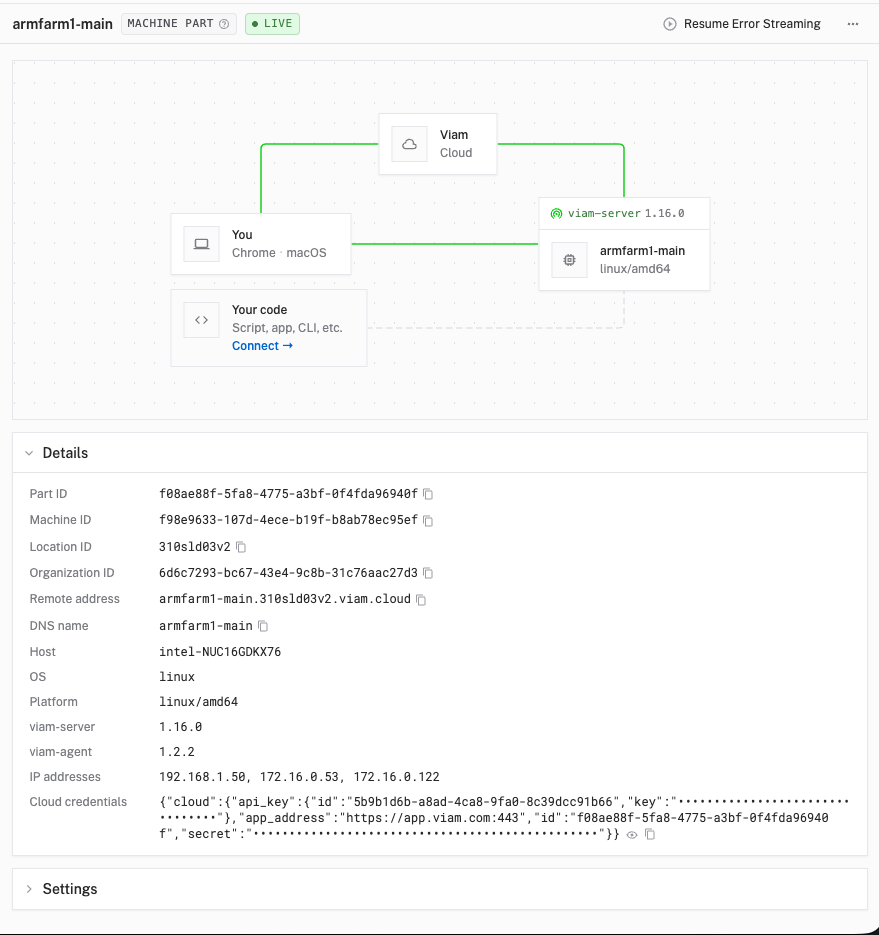 armfarm1-main MACHINE PART LIVE Resume Error Streaming
Viam
Cloud
viam-server 1.16.0
You
Chrome · macOS
armfarm1-main
linux/amd64
Your code
Script, app, CLI, etc.
Connect →
Details
Part ID f08ae88f-5fa8-4775-a3bf-0f4fda96940f
Machine ID f98e9633-107d-4ece-b19f-b8ab78ec95ef
Location ID 310sld03v2
Organization ID 6d6c7293-bc67-43e4-9c8b-31c76aac27d3
Remote address armfarm1-main.310sld03v2.viam.cloud
DNS name armfarm1-main
Host intel-NUC16GDKX76
OS linux
Platform linux/amd64
viam-server 1.16.0
viam-agent 1.2.2
IP addresses 192.168.1.50, 172.16.0.53, 172.16.0.122
Cloud credentials {"cloud":{"api_key":{"id":"5b9b1d6b-a8ad-4ca8-9fa0-8c39dcc91b66","key":"••••••••••••••••••••••••
••••••••"},"app_address":"https://app.viam.com:443","id":"f08ae88f-5fa8-4775-a3bf-0f4fda96940
f","secret":"••••••••••••••••••••••••••••••••••••••••••••••••"}}
Settings